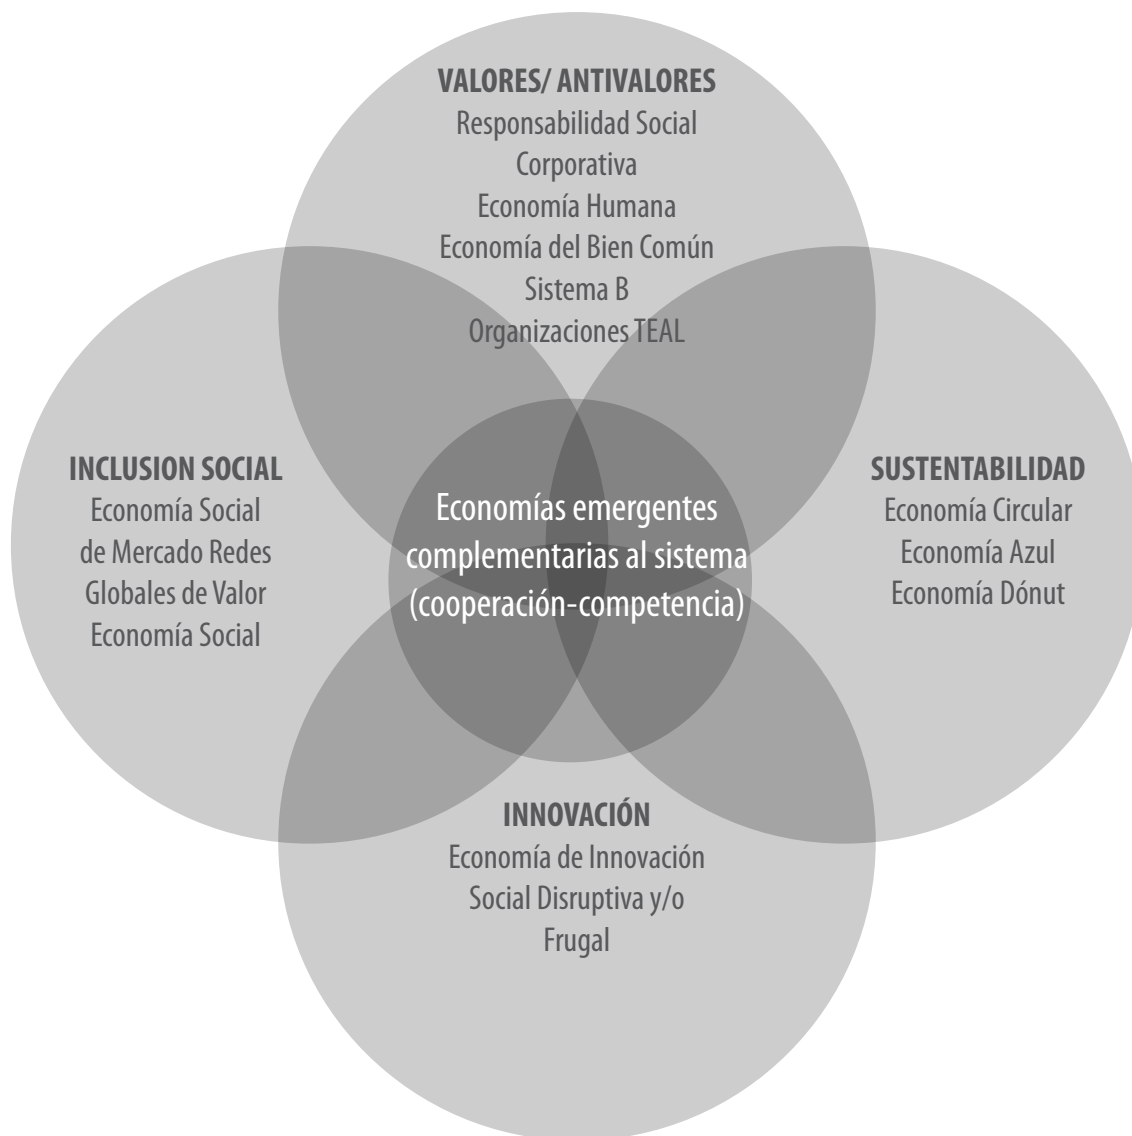 VALORES/ ANTIVALORES
Responsabilidad Social
Corporativa
Economía Humana
Economía del Bien Común
Sistema B
Organizaciones TEAL
INCLUSION SOCIAL
Economía Social
de Mercado Redes
Globales de Valor
Economía Social
Economías emergentes
complementarias al sistema
(cooperación-competencia)
SUSTENTABILIDAD
Economía Circular
Economía Azul
Economía Dónut
INNOVACIÓN
Economía de Innovación
Social Disruptiva y/o
Frugal